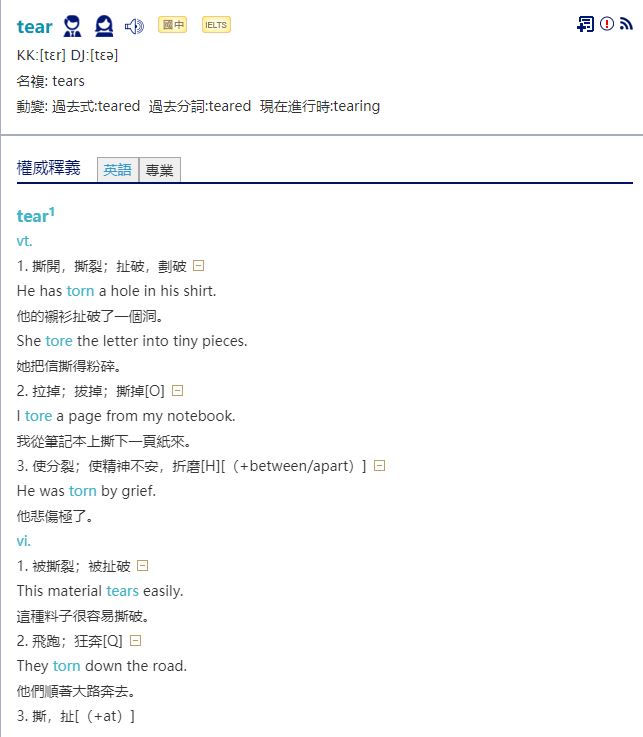 tear 國中 IELTS
KK:[tɛr] DJ:[tɛə]
名複: tears
動變: 過去式:teared 過去分詞:teared 現在進行時:tearing
權威釋義 英語 專業
tear1
vt.
1. 撕開，撕裂；扯破，劃破
He has torn a hole in his shirt.
他的襯衫扯破了一個洞。
She tore the letter into tiny pieces.
她把信撕得粉碎。
2. 拉掉；拔掉；撕掉[O]
I tore a page from my notebook.
我從筆記本上撕下一頁紙來。
3. 使分裂；使精神不安，折磨[H][（+between/apart）]
He was torn by grief.
他悲傷極了。
vi.
1. 被撕裂；被扯破
This material tears easily.
這種料子很容易撕破。
2. 飛跑；狂奔[Q]
They torn down the road.
他們順著大路奔去。
3. 撕，扯[（+at）]